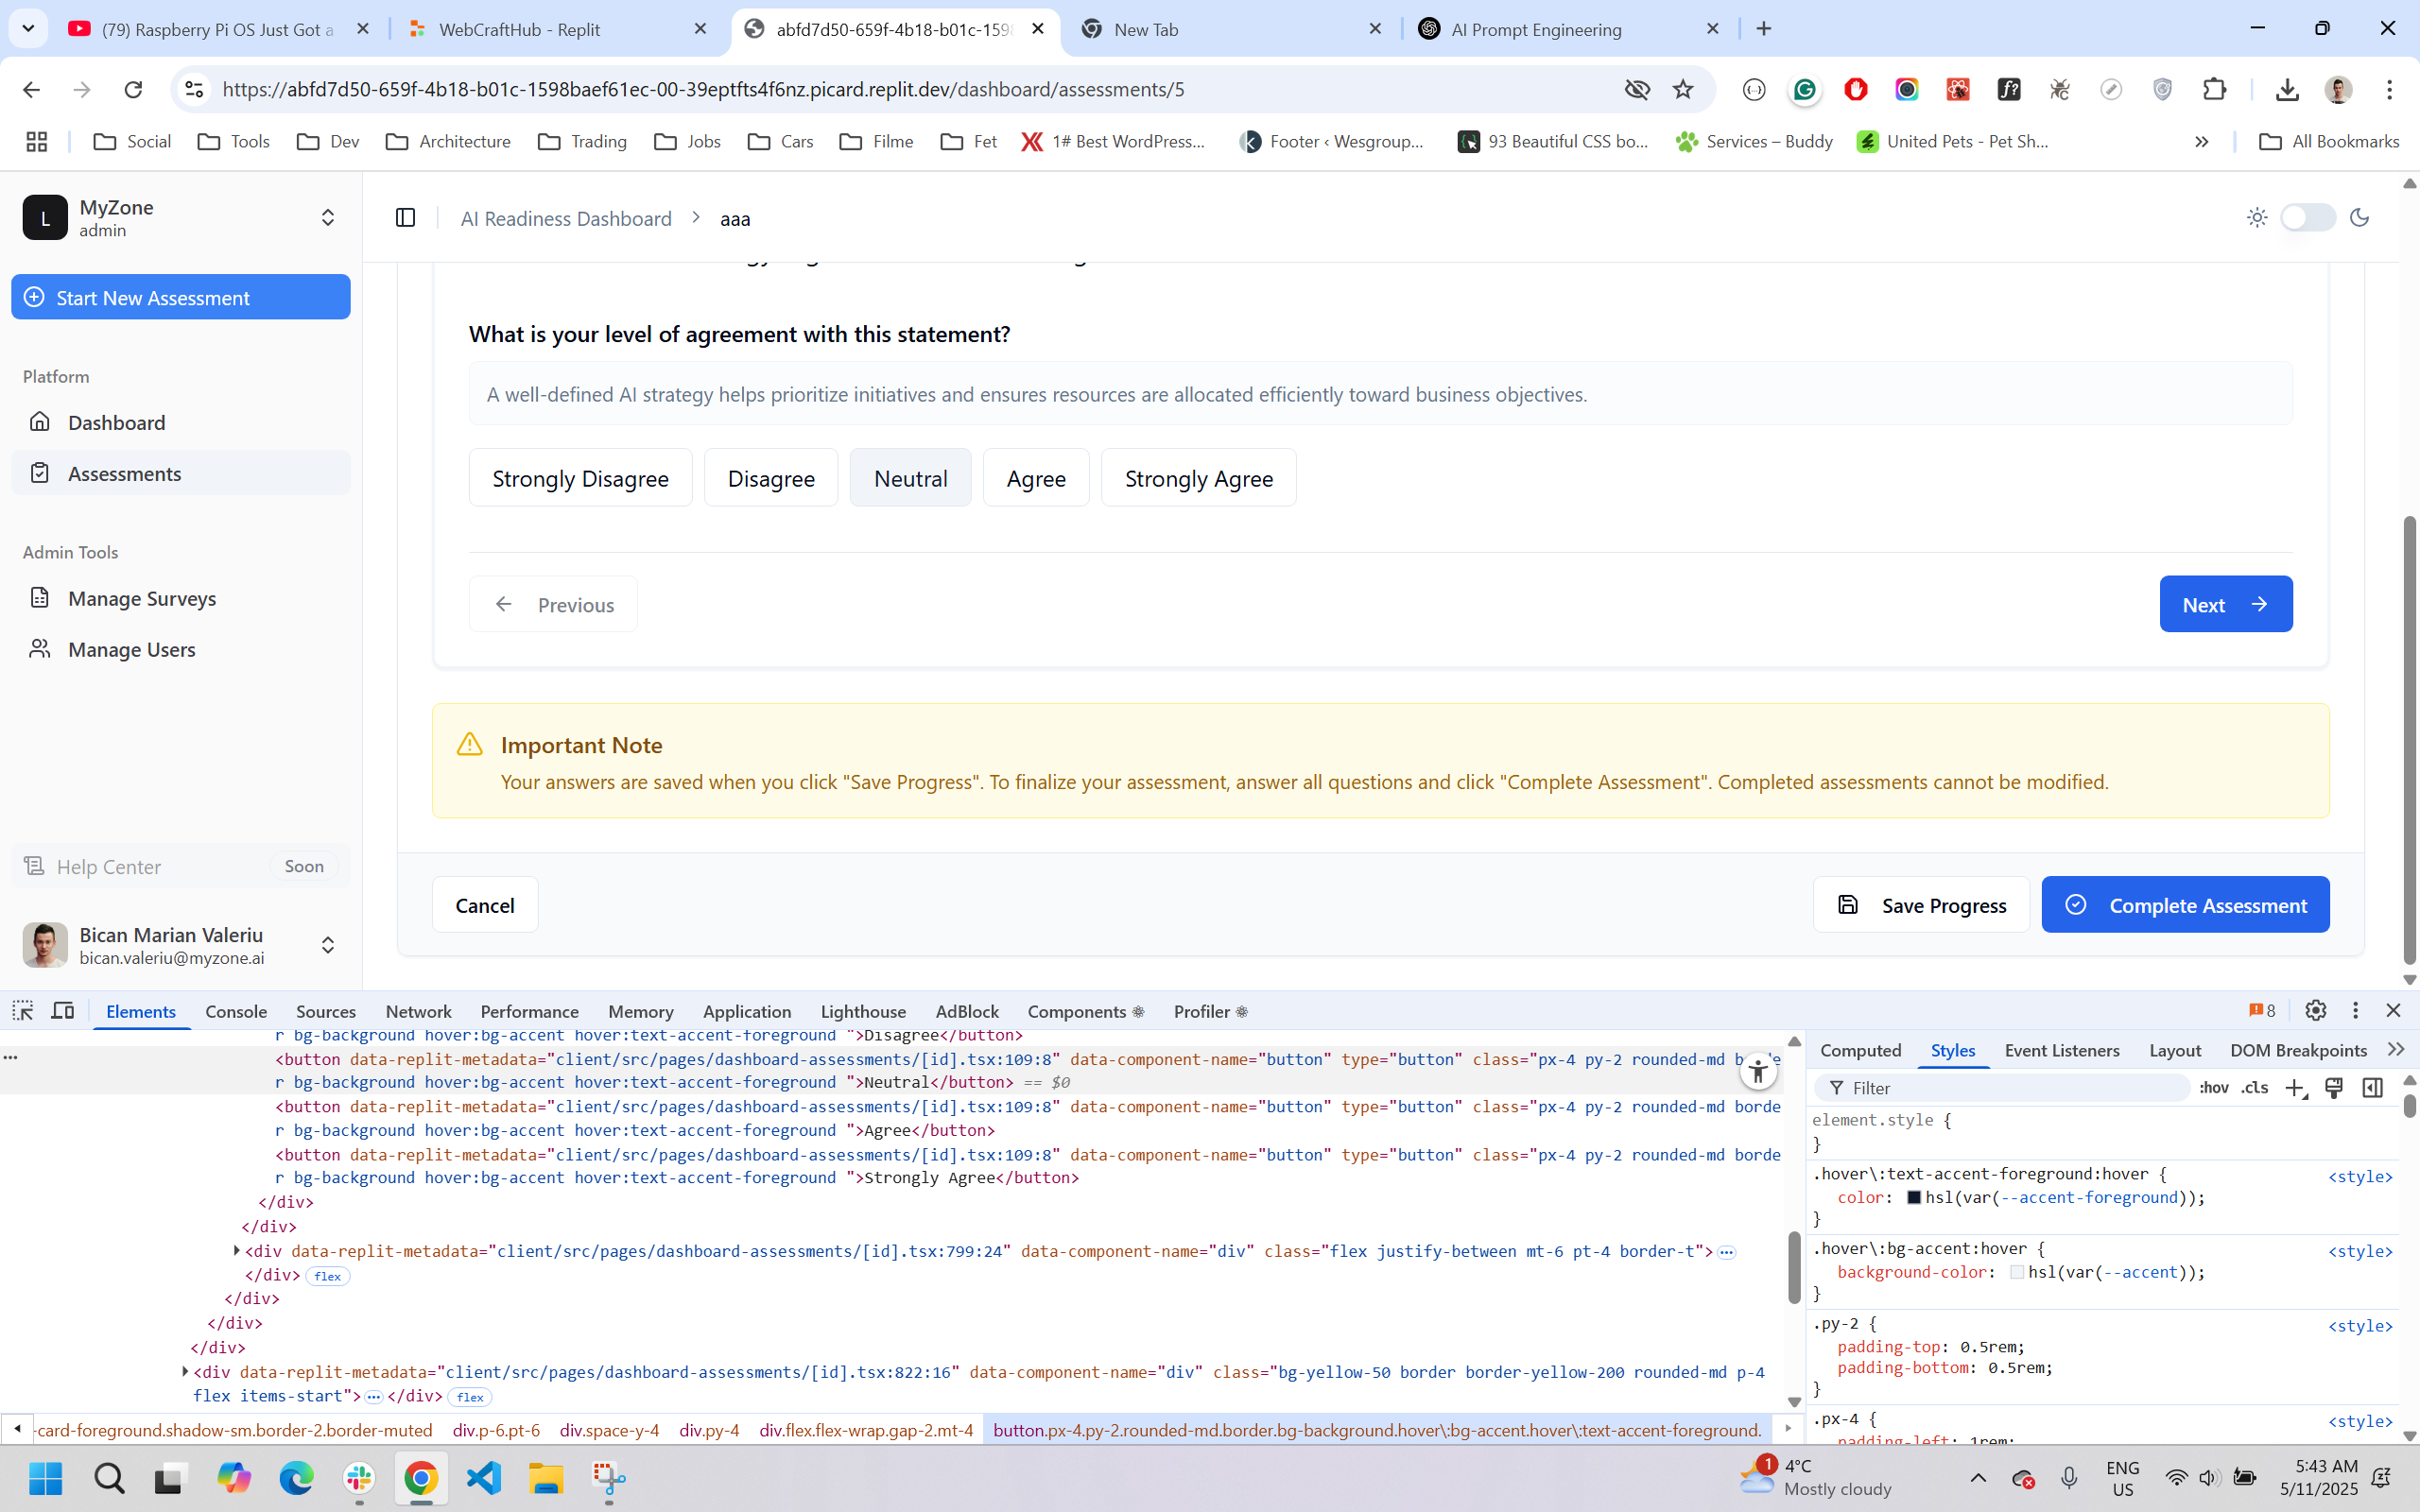 (79) Raspberry Pi OS Just Got a
WebCraftHub - Replit
abfd7d50-659f-4b18-b01c-1598
New Tab
AI Prompt Engineering
https://abfd7d50-659f-4b18-b01c-1598baef61ec-00-39eptfts4f6nz.picard.replit.dev/dashboard/assessments/5
Social
Tools
Dev
Architecture
Trading
Jobs
Cars
Filme
Fet
1# Best WordPress...
Footer ‹ Wesgroup...
93 Beautiful CSS bo...
Services – Buddy
United Pets - Pet Sh...
All Bookmarks
L
MyZone
admin
Start New Assessment
Platform
Dashboard
Assessments
Admin Tools
Manage Surveys
Manage Users
Help Center
Soon
Bican Marian Valeriu
bican.valeriu@myzone.ai
AI Readiness Dashboard > aaa
What is your level of agreement with this statement?
A well-defined AI strategy helps prioritize initiatives and ensures resources are allocated efficiently toward business objectives.
Strongly Disagree
Disagree
Neutral
Agree
Strongly Agree
Previous
Next
Important Note
Your answers are saved when you click "Save Progress". To finalize your assessment, answer all questions and click "Complete Assessment". Completed assessments cannot be modified.
Cancel
Save Progress
Complete Assessment
Elements
Console
Sources
Network
Performance
Memory
Application
Lighthouse
AdBlock
Components
Profiler
8
r bg-background hover:bg-accent hover:text-accent-foreground ">Disagree</button>
<button data-replit-metadata="client/src/pages/dashboard-assessments/[id].tsx:109:8" data-component-name="button" type="button" class="px-4 py-2 rounded-md borde
r bg-background hover:bg-accent hover:text-accent-foreground ">Neutral</button> == $0
<button data-replit-metadata="client/src/pages/dashboard-assessments/[id].tsx:109:8" data-component-name="button" type="button" class="px-4 py-2 rounded-md borde
r bg-background hover:bg-accent hover:text-accent-foreground ">Agree</button>
<button data-replit-metadata="client/src/pages/dashboard-assessments/[id].tsx:109:8" data-component-name="button" type="button" class="px-4 py-2 rounded-md borde
r bg-background hover:bg-accent hover:text-accent-foreground ">Strongly Agree</button>
</div>
</div>
<div data-replit-metadata="client/src/pages/dashboard-assessments/[id].tsx:799:24" data-component-name="div" class="flex justify-between mt-6 pt-4 border-t">
</div> flex
</div>
</div>
</div>
<div data-replit-metadata="client/src/pages/dashboard-assessments/[id].tsx:822:16" data-component-name="div" class="bg-yellow-50 border border-yellow-200 rounded-md p-4
flex items-start"> </div> flex
-card-foreground.shadow-sm.border-2.border-muted
div.p-6.pt-6
div.space-y-4
div.py-4
div.flex.flex-wrap.gap-2.mt-4
button.px-4.py-2.rounded-md.border.bg-background.hover\:bg-accent.hover\:text-accent-foreground.
Computed
Styles
Event Listeners
Layout
DOM Breakpoints
Filter
:hov .cls
element.style {
}
.hover\:text-accent-foreground:hover {
<style>
color: hsl(var(--accent-foreground));
}
.hover\:bg-accent:hover {
<style>
background-color: hsl(var(--accent));
}
.py-2 {
<style>
padding-top: 0.5rem;
padding-bottom: 0.5rem;
}
.px-4 {
<style>
padding-left: 1rem;
1
4°C
Mostly cloudy
ENG
US
5:43 AM
5/11/2025